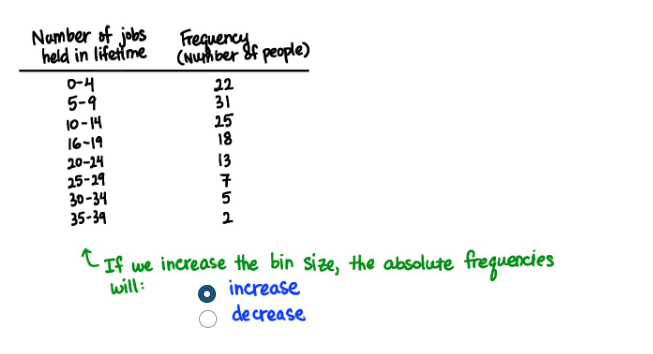 Number of jobs held in lifetime Frequency (Number of people)
0-4 22
5-9 31
10-14 25
16-19 18
20-24 13
25-29 7
30-34 5
35-39 2
If we increase the bin size, the absolute frequencies
will:
increase
decrease